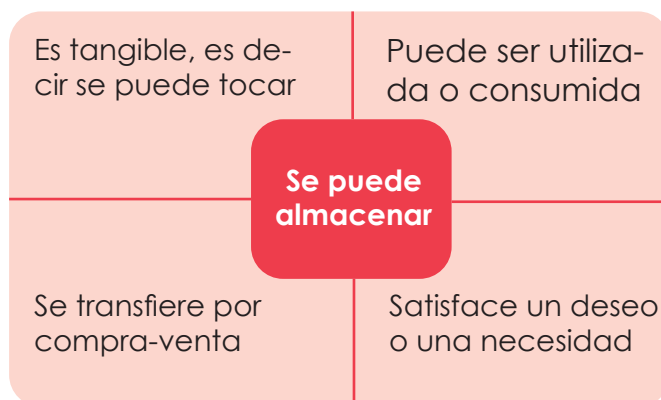 Es tangible, es de-
cir se puede tocar
Puede ser utiliza-
da o consumida
Se puede
almacenar
Se transfiere por
compra-venta
Satisface un deseo
o una necesidad